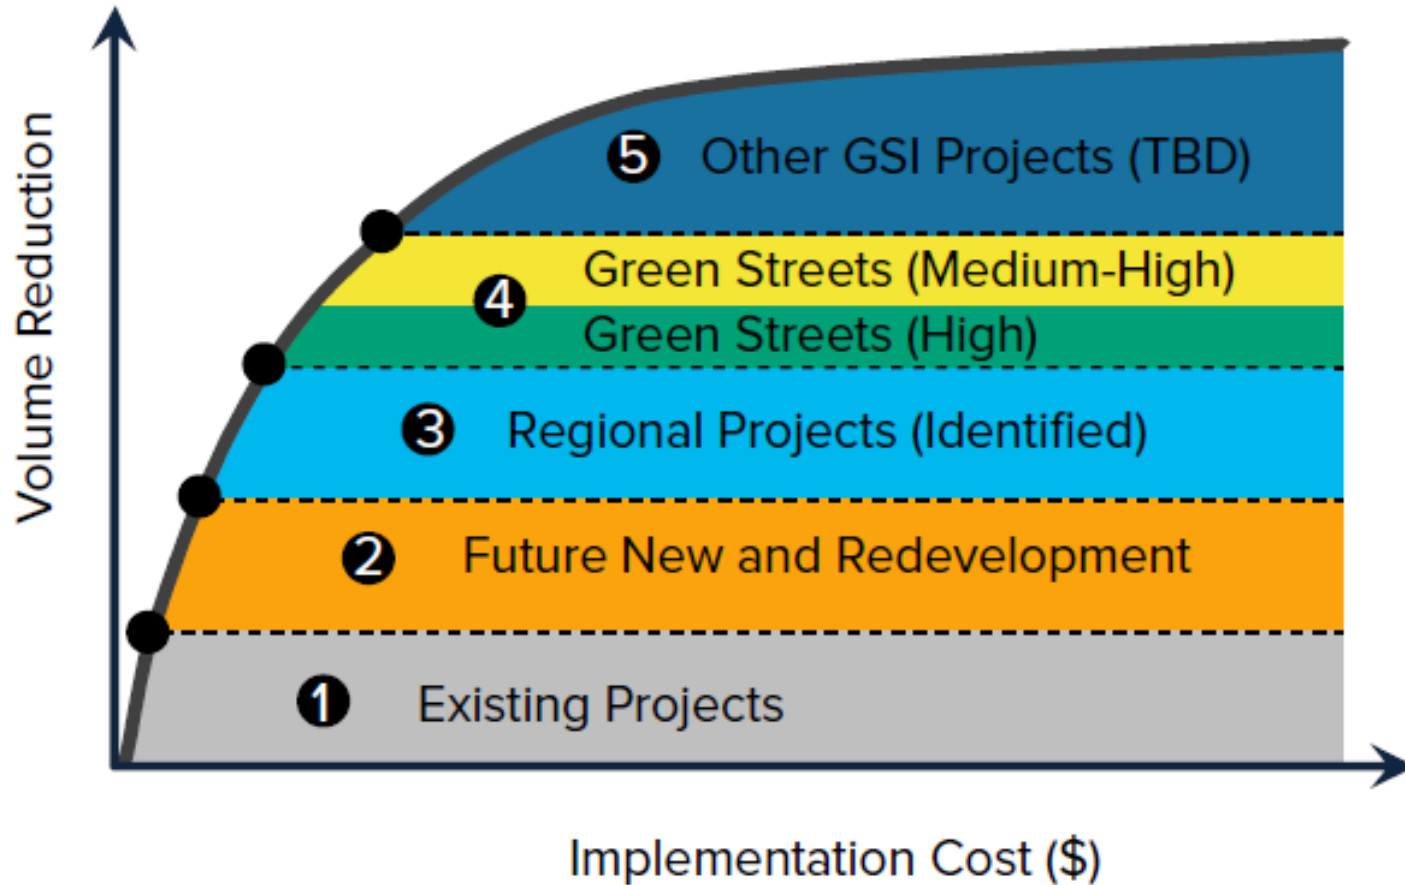 Volume Reduction
5 Other GSI Projects (TBD)
Green Streets (Medium-High)
4
Green Streets (High)
3 Regional Projects (Identified)
2 Future New and Redevelopment
1 Existing Projects
Implementation Cost ($)